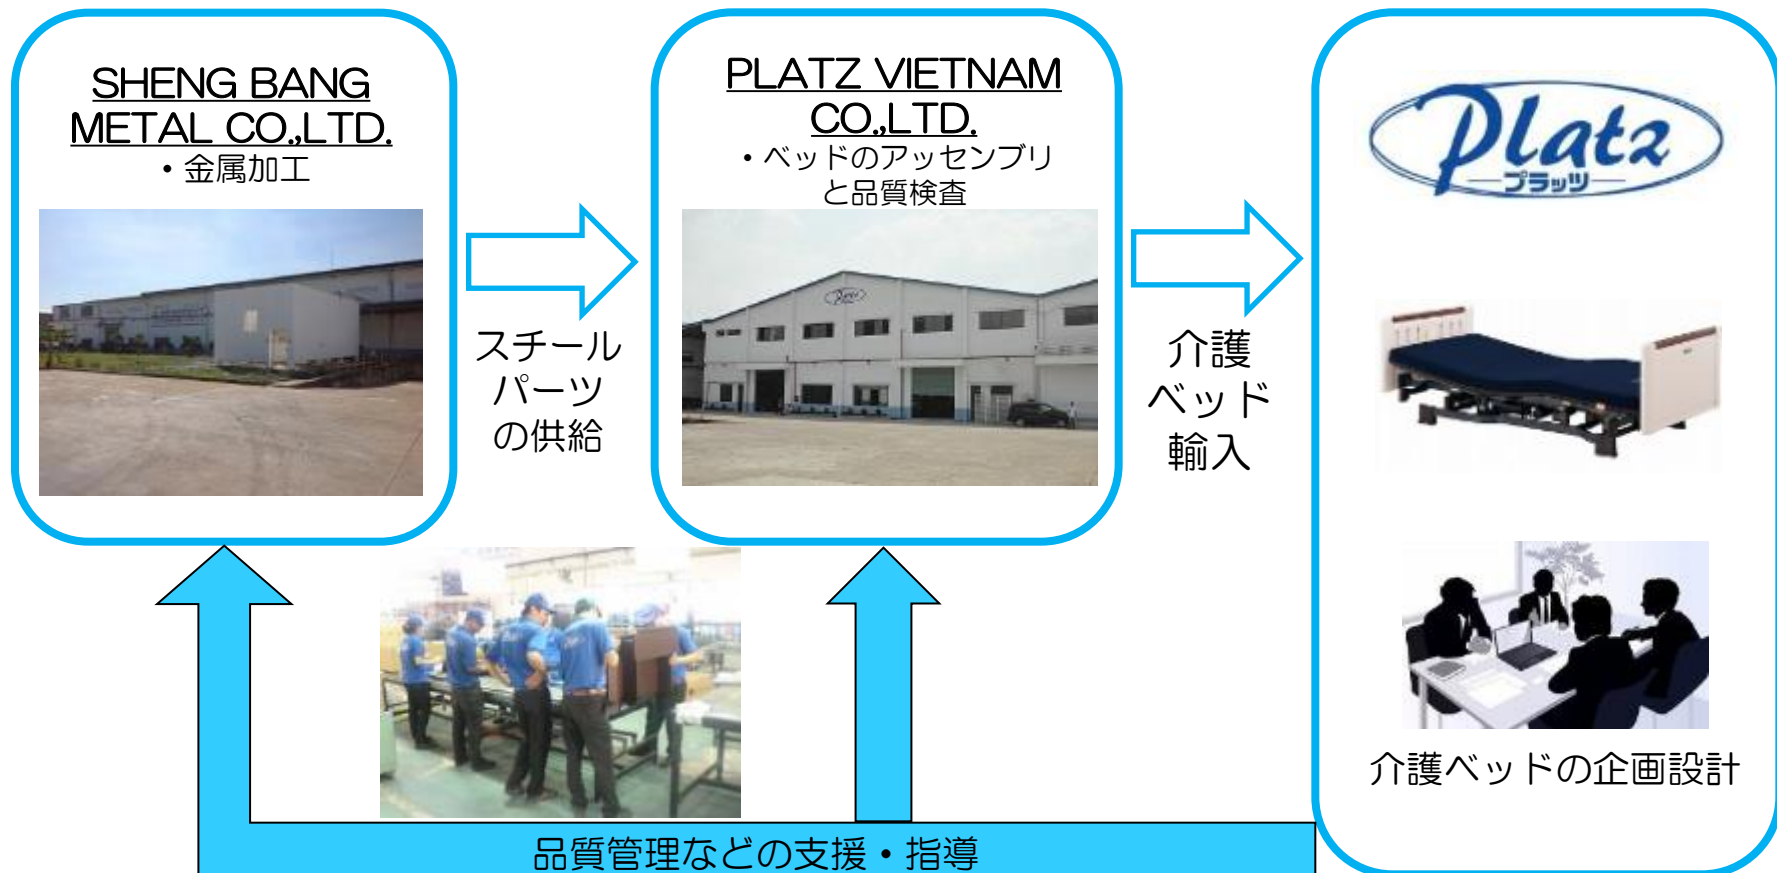 SHENG BANG
METAL CO.,LTD.
・金属加工
PLATZ VIETNAM
CO.,LTD.
・ベッドのアッセンブリ
と品質検査
Platz
プラッツ
Platz
スチール
パーツ
の供給
介護
ベッド
輸入
介護ベッドの企画設計
品質管理などの支援・指導